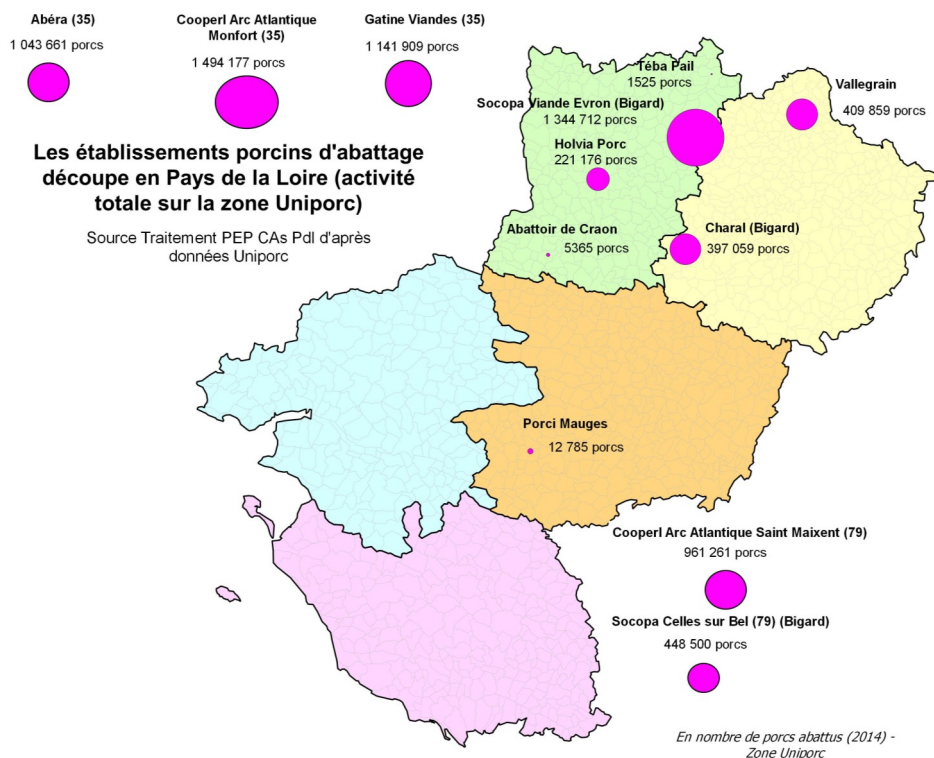 Abéra (35)
1 043 661 porcs
Cooperl Arc Atlantique
Monfort (35)
1 494 177 porcs
Gatine Viandes (35)
1 141 909 porcs
Les établissements porcins d'abattage
découpe en Pays de la Loire (activité
totale sur la zone Uniporc)
Source Traitement PEP CAs Pdl d'après
données Uniporc
Téba Pail
1525 porcs
Socopa Viande Evron (Bigard)
1 344 712 porcs
Holvia Porc
221 176 porcs
Abattoir de Craon
5365 porcs
Vallegrain
409 859 porcs
Charal (Bigard)
397 059 porcs
Porci Mauges
12 785 porcs
Cooperl Arc Atlantique Saint Maixent (79)
961 261 porcs
Socopa Celles sur Bel (79) (Bigard)
448 500 porcs
En nombre de porcs abattus (2014) -
Zone Uniporc